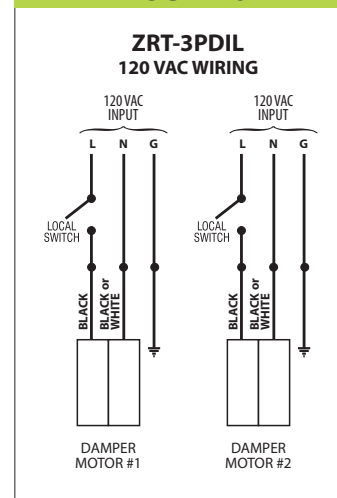 ZRT-3PDIL
120 VAC WIRING
120 VAC
INPUT
L N G
LOCAL
SWITCH
BLACK
BLACK or
WHITE
DAMPER
MOTOR #1
120 VAC
INPUT
L N G
LOCAL
SWITCH
BLACK
BLACK or
WHITE
DAMPER
MOTOR #2